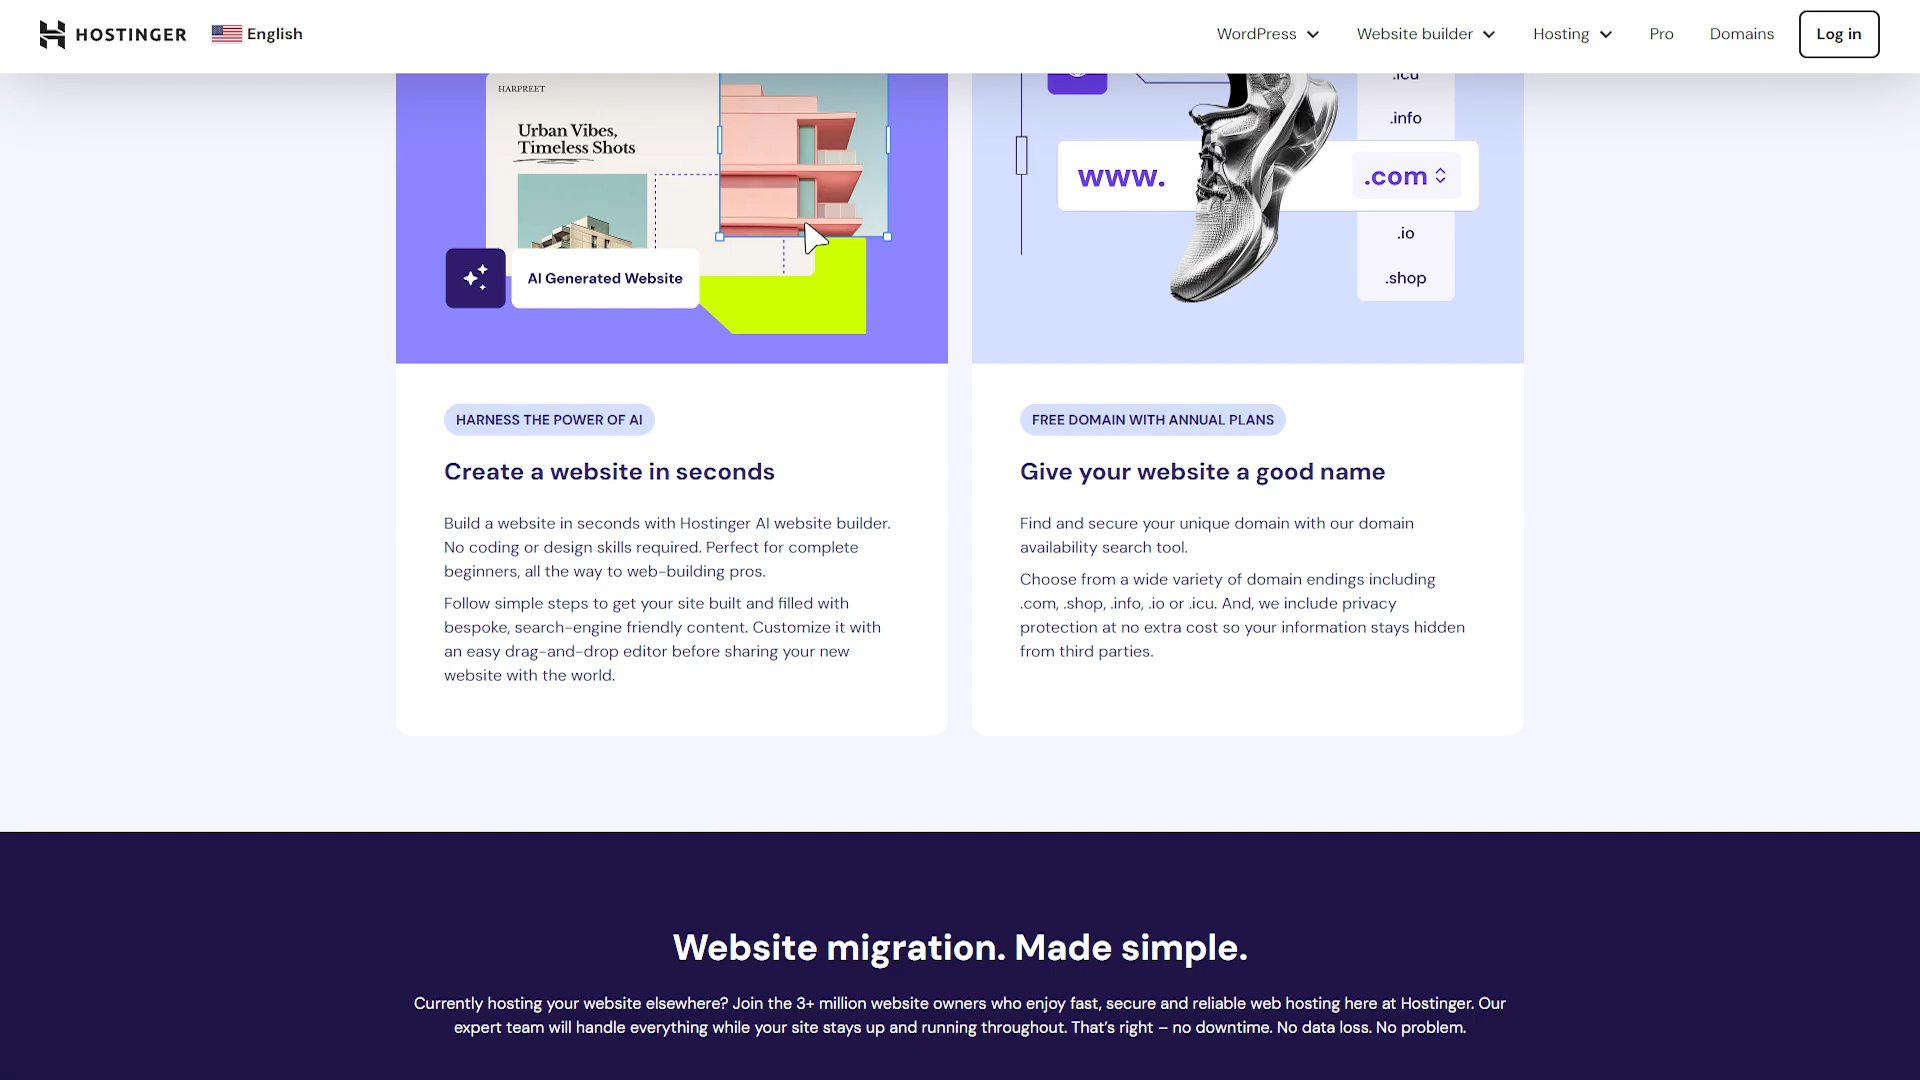 HOSTINGER
English
WordPress
Website builder
Hosting
Pro
Domains
Log in
HARPREET
Urban Vibes,
Timeless Shots
AI Generated Website
.icu
.info
www.
.com
.io
.shop
HARNESS THE POWER OF AI
Create a website in seconds
Build a website in seconds with Hostinger AI website builder.
No coding or design skills required. Perfect for complete
beginners, all the way to web-building pros.
Follow simple steps to get your site built and filled with
bespoke, search-engine friendly content. Customize it with
an easy drag-and-drop editor before sharing your new
website with the world.
FREE DOMAIN WITH ANNUAL PLANS
Give your website a good name
Find and secure your unique domain with our domain
availability search tool.
Choose from a wide variety of domain endings including
.com, .shop, .info, .io or .icu. And, we include privacy
protection at no extra cost so your information stays hidden
from third parties.
Website migration. Made simple.
Currently hosting your website elsewhere? Join the 3+ million website owners who enjoy fast, secure and reliable web hosting here at Hostinger. Our
expert team will handle everything while your site stays up and running throughout. That’s right – no downtime. No data loss. No problem.